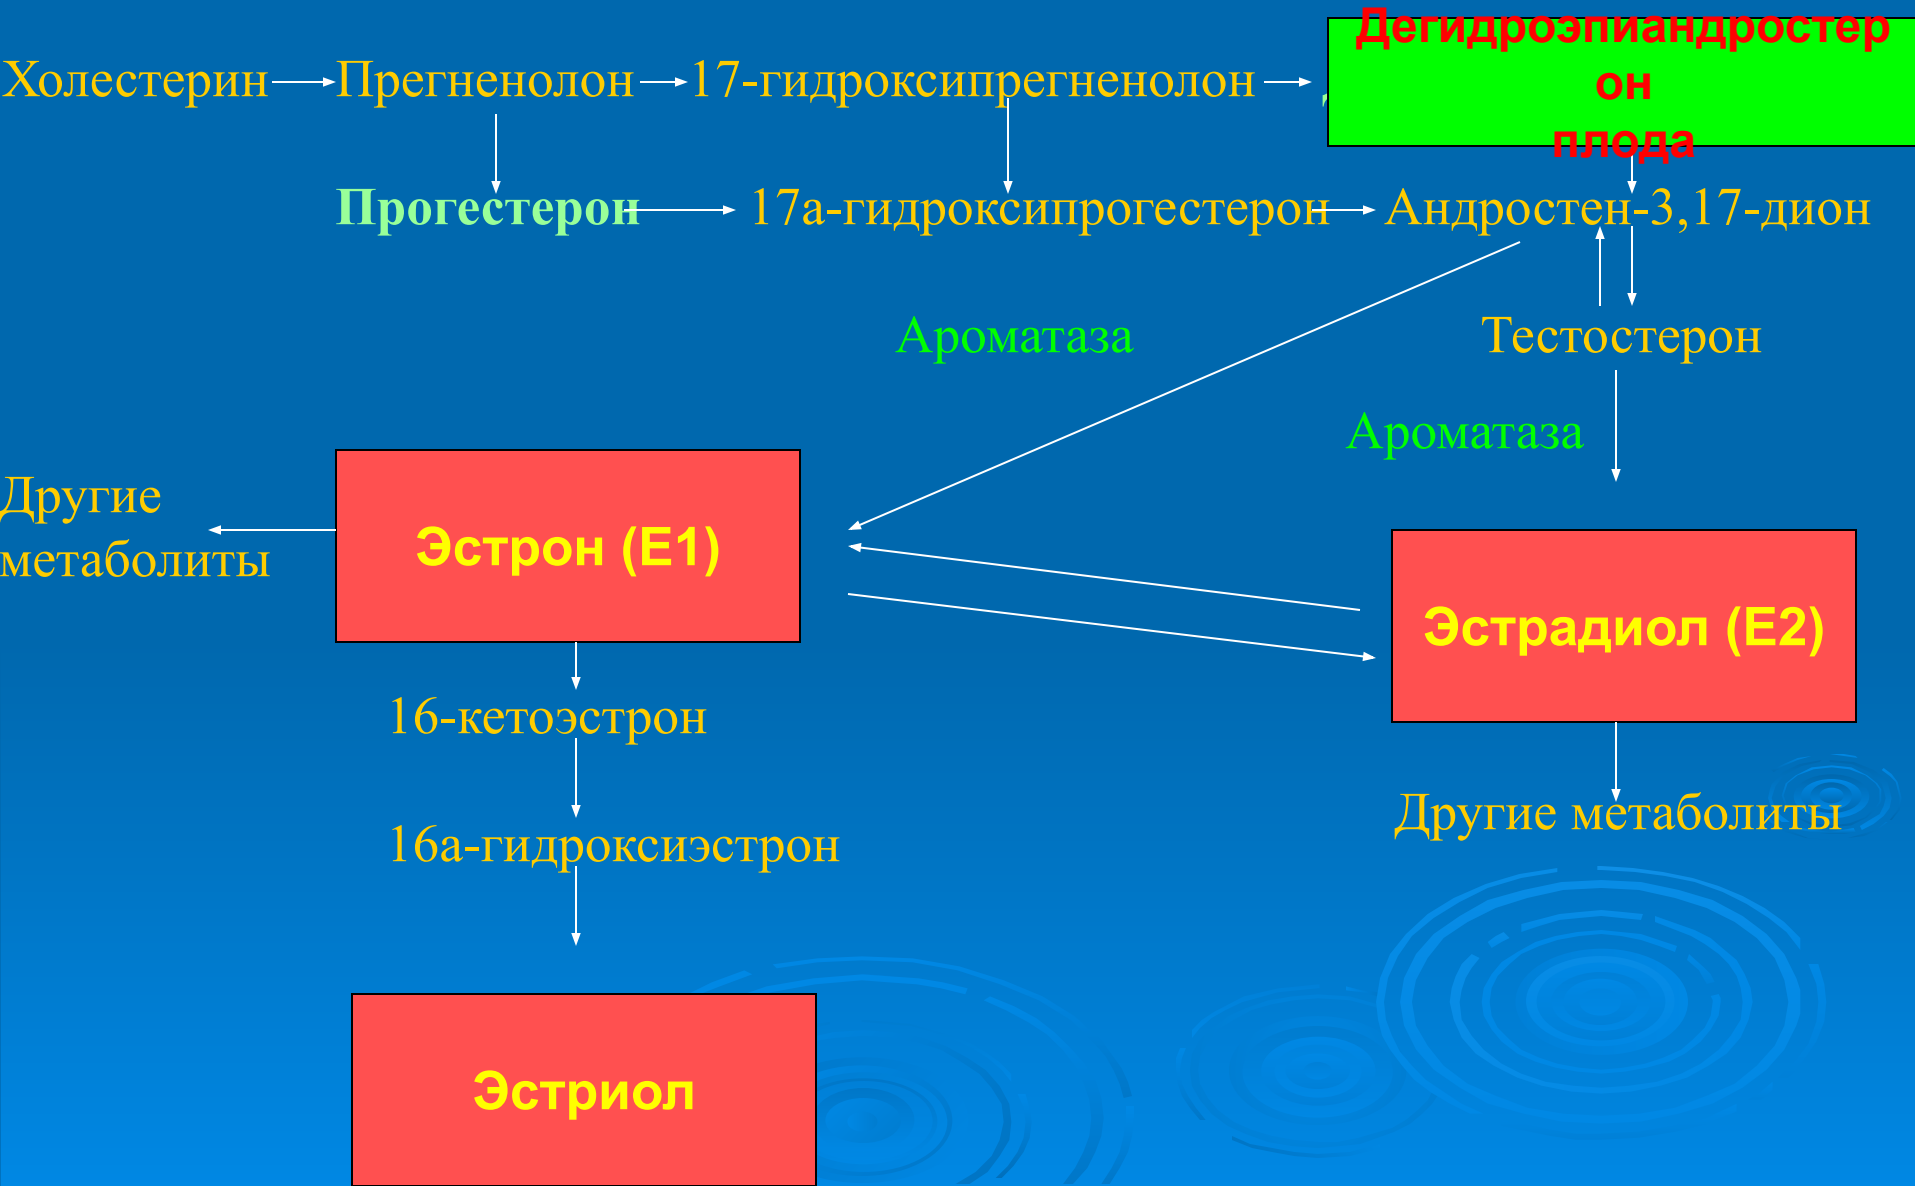 Дегидроэпиандростер
он
плода
Холестерин
Прегненолон
17-гидроксипрегненолон
Прогестерон
17а-гидроксипрогестерон
Андростен-3,17-дион
Ароматаза
Тестостерон
Ароматаза
Другие
метаболиты
Эстрон (Е1)
Эстрадиол (Е2)
16-кетоэстрон
Другие метаболиты
16а-гидроксиэстрон
Эстриол